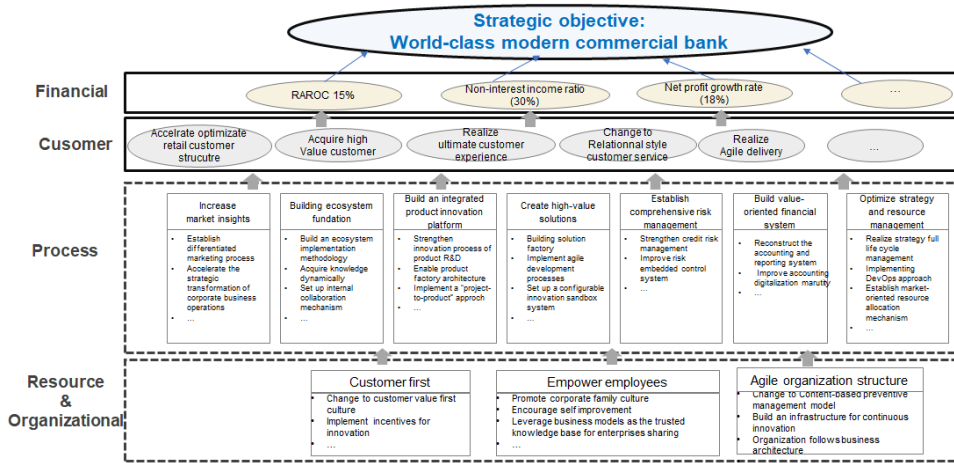 Strategic objective:
World-class modern commercial bank
Financial
RAROC 15%
Non-interest income ratio
(30%)
Net profit growth rate
(18%)
...
Cusomer
Accelrate optimizate
retail customer
strucutre
Acquire high
Value customer
Realize
ultimate customer
experience
Change to
Relationnal style
customer service
Realize
Agile delivery
...
Process
Increase
market insights
• Establish
differentiated
marketing process
• Accelerate the
strategic
transformation of
corporate business
operations
• ...
Building ecosystem
fundation
• Build an ecosystem
implementation
methodology
• Acquire knowledge
dynamically
• Set up internal
collaboration
mechanism
• ...
Build an integrated
product innovation
platform
• Strengthen
innovation process of
product R&D
• Enable product
factory architecture
• Implement a "project-
to-product" approch
• ...
Create high-value
solutions
• Building solution
factory
• Implement agile
development
processes
• Set up a configurable
innovation sandbox
system
• ...
Establish
comprehensive risk
management
• Strengthen credit risk
management
• Improve risk
embedded control
system
• ...
Build value-
oriented financial
system
• Reconstruct the
accounting and
reporting system
• Improve accounting
digitalization marutity
• ...
Optimize strategy
and resource
management
• Realize strategy full
life cycle
management
• Implementing
DevOps approach
• Establish market-
oriented resource
allocation
mechanism
• ...
Resource
&
Organizational
Customer first
• Change to customer value first
culture
• Implement incentives for
innovation
• ...
Empower employees
• Promote corporate family culture
• Encourage self improvement
• Leverage business models as the trusted
knowledge base for enterprises sharing
• ...
Agile organization structure
• Change to Content-based preventive
management model
• Build an infrastructure for continuous
innovation
• Organization follows business
architecture